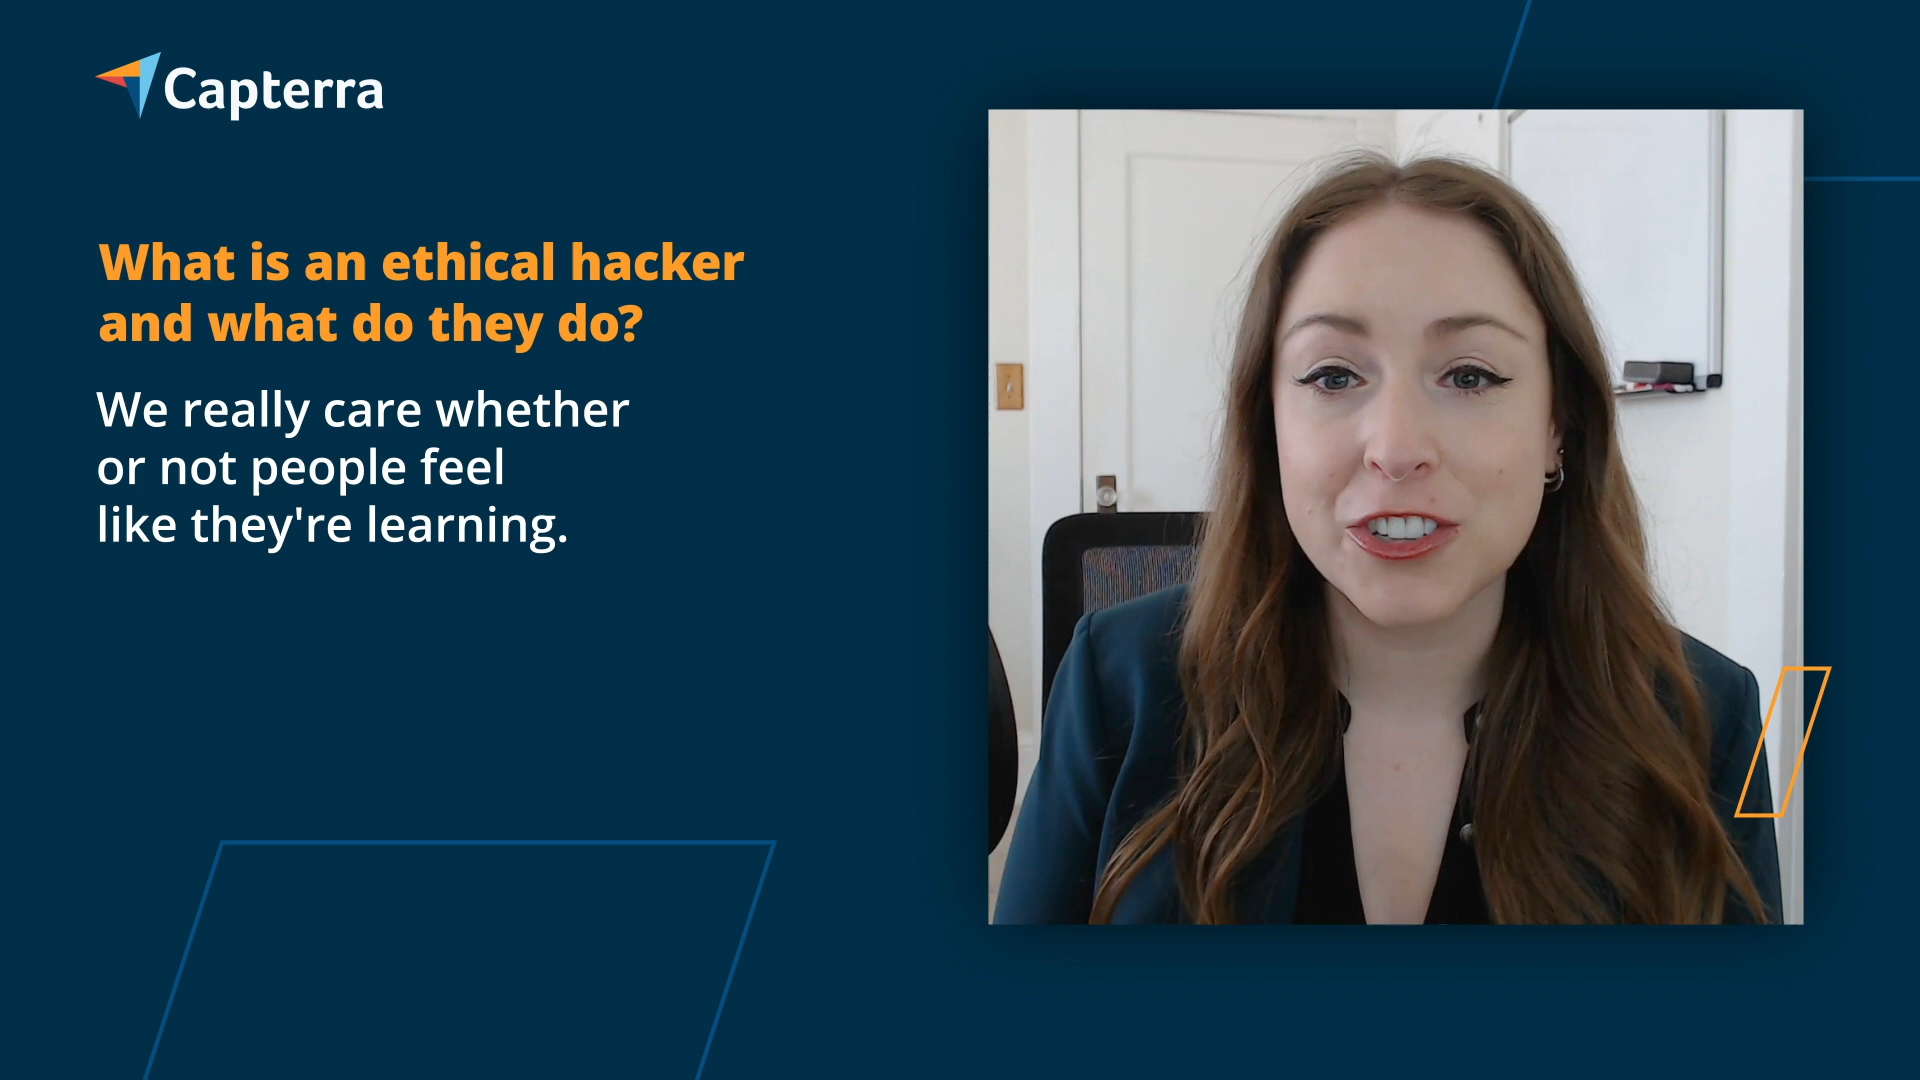 Capterra
What is an ethical hacker
and what do they do?
We really care whether
or not people feel
like they're learning.